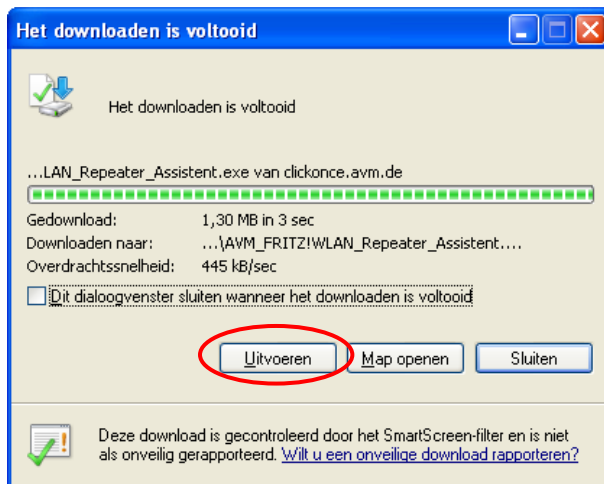 Het downloaden is voltooid
Het downloaden is voltooid
...LAN_Repeater_Assistent.exe van clickonce.avm.de
Gedownload: 1,30 MB in 3 sec
Downloaden naar: ...\AVM_FRITZ!WLAN_Repeater_Assistent....
Overdrachtssnelheid: 445 kB/sec
Dit dialoogvenster sluiten wanneer het downloaden is voltooid
Uitvoeren Map openen Sluiten
Deze download is gecontroleerd door het SmartScreen-filter en is niet
als onveilig gerapporteerd. Wilt u een onveilige download rapporteren?